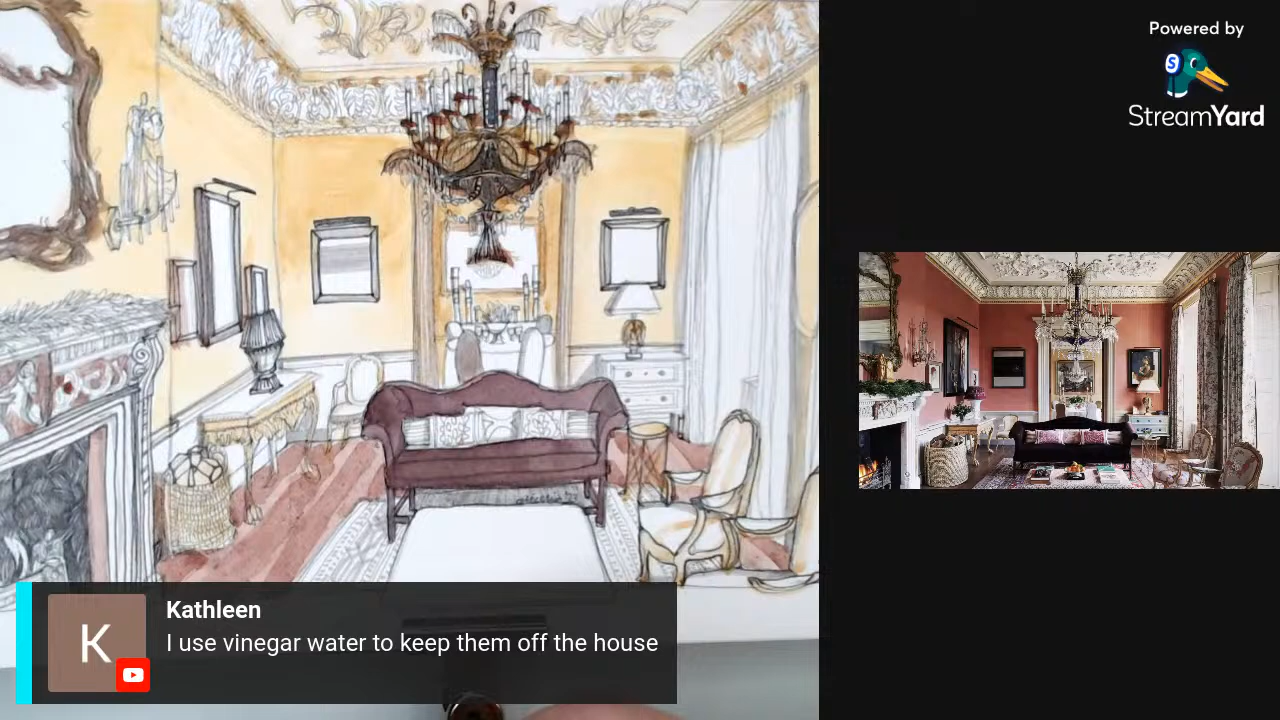 Powered by
S
StreamYard
K
Kathleen
I use vinegar water to keep them off the house